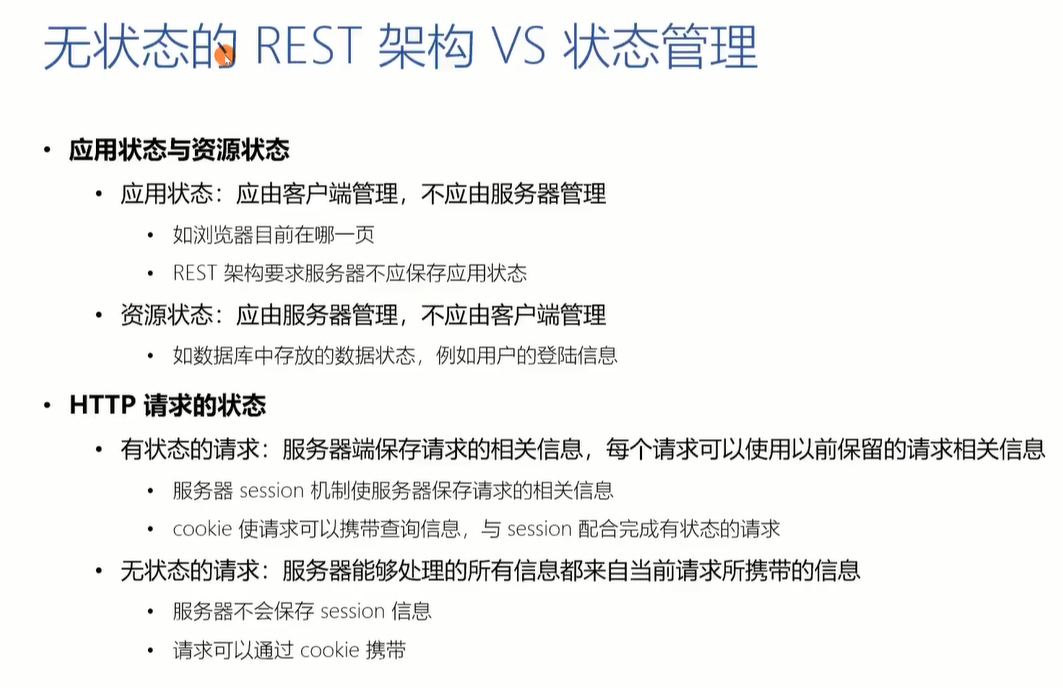 无状态的 REST 架构 VS 状态管理
• 应用状态与资源状态
• 应用状态：应由客户端管理，不应由服务器管理
• 如浏览器目前在哪一页
• REST 架构要求服务器不应保存应用状态
• 资源状态：应由服务器管理，不应由客户端管理
• 如数据库中存放的数据状态，例如用户的登陆信息
• HTTP 请求的状态
• 有状态的请求：服务器端保存请求的相关信息，每个请求可以使用以前保留的请求相关信息
• 服务器 session 机制使服务器保存请求的相关信息
• cookie 使请求可以携带查询信息，与 session 配合完成有状态的请求
• 无状态的请求：服务器能够处理的所有信息都来自当前请求所携带的信息
• 服务器不会保存 session 信息
• 请求可以通过 cookie 携带